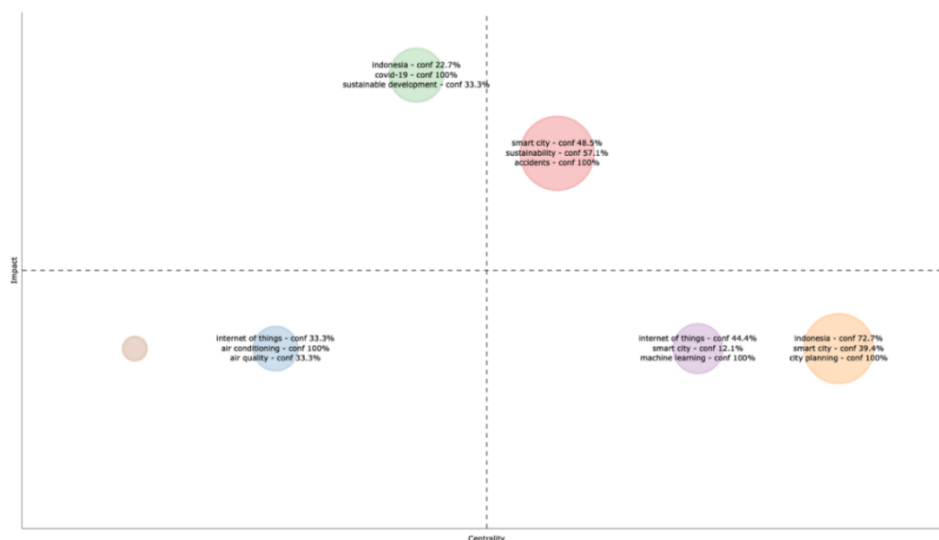 indonesia - conf 22.7%
covid-19 - conf 100%
sustainable development - conf 33.3%
smart city - conf 48.5%
sustainability - conf 57.1%
accidents - conf 100%
Impact
internet of things - conf 33.3%
air conditioning - conf 100%
air quality - conf 33.3%
internet of things - conf 44.4%
smart city - conf 12.1%
machine learning - conf 100%
indonesia - conf 72.7%
smart city - conf 39.4%
city planning - conf 100%
Centrality